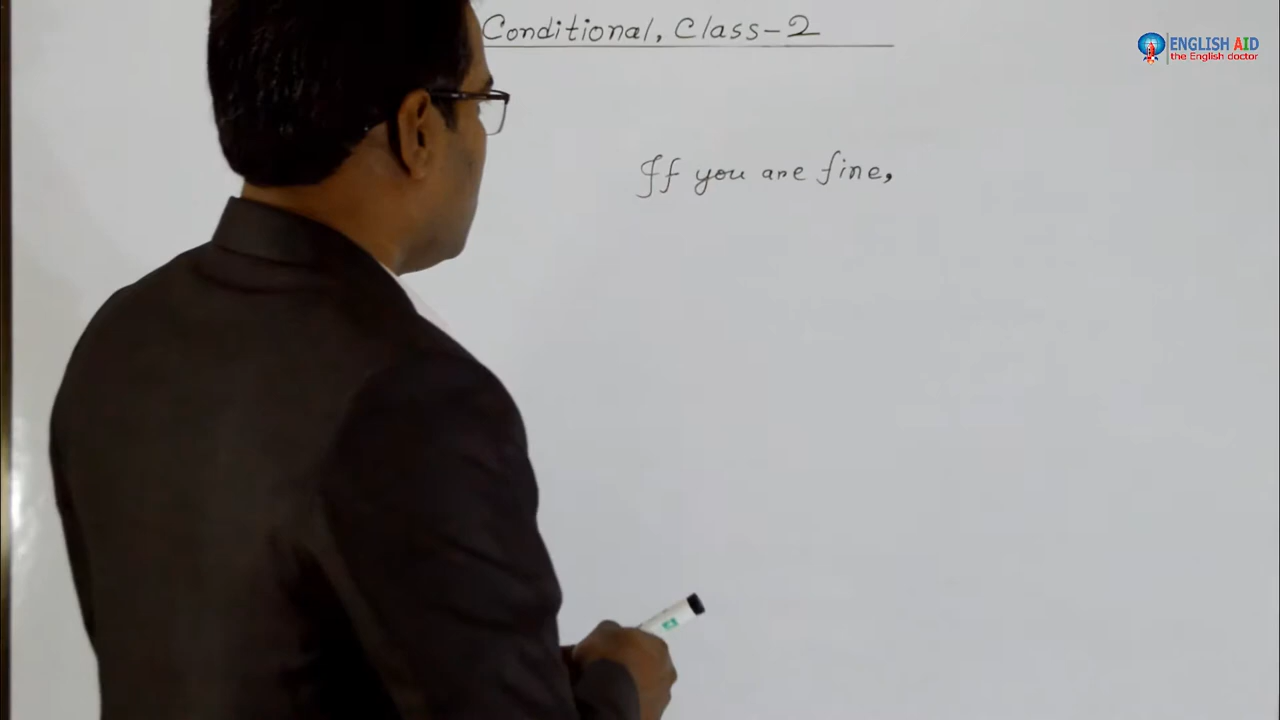 Conditional, Class-2
ENGLISH AID
the English doctor
If you are fine,